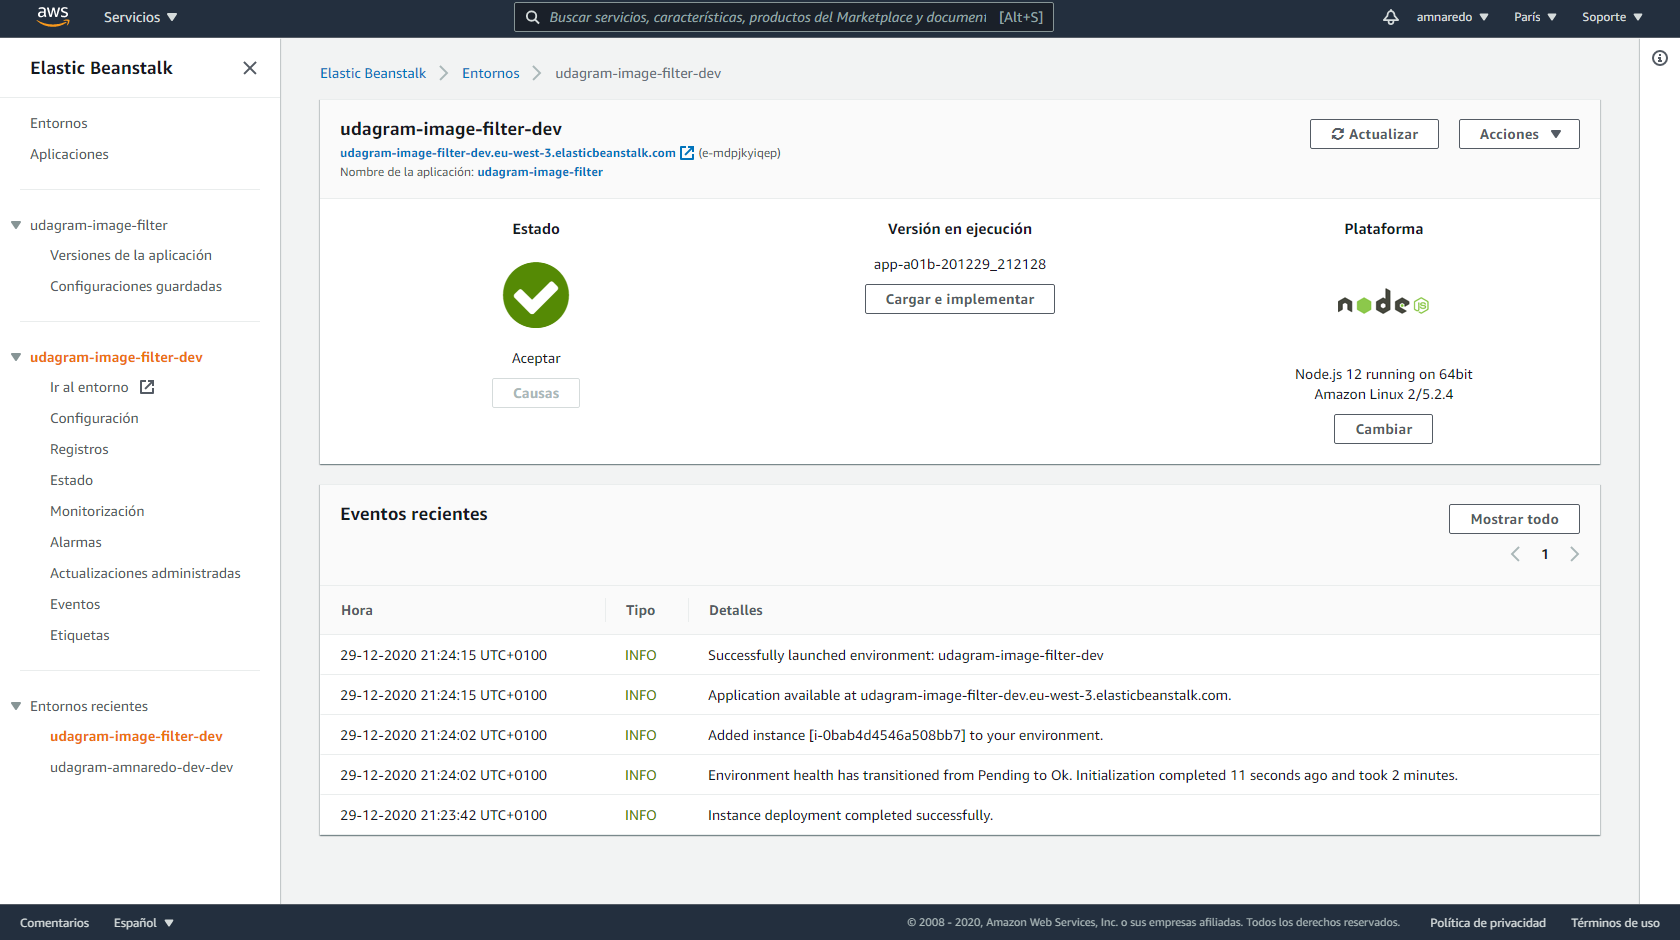 aws
Servicios
Buscar servicios, características, productos del Marketplace y document [Alt+S]
amnaredo
París
Soporte
Elastic Beanstalk
Entornos
Aplicaciones
udagram-image-filter
Versiones de la aplicación
Configuraciones guardadas
udagram-image-filter-dev
Ir al entorno
Configuración
Registros
Estado
Monitorización
Alarmas
Actualizaciones administradas
Eventos
Etiquetas
Entornos recientes
udagram-image-filter-dev
udagram-amnaredo-dev-dev
Elastic Beanstalk
Entornos
udagram-image-filter-dev
udagram-image-filter-dev
udagram-image-filter-dev.eu-west-3.elasticbeanstalk.com (e-mdpjkyiqep)
Nombre de la aplicación: udagram-image-filter
Actualizar
Acciones
Estado
Aceptar
Causas
Versión en ejecución
app-a01b-201229_212128
Cargar e implementar
Plataforma
node JS
Node.js 12 running on 64bit
Amazon Linux 2/5.2.4
Cambiar
Eventos recientes
Mostrar todo
1
Hora Tipo Detalles
29-12-2020 21:24:15 UTC+0100 INFO Successfully launched environment: udagram-image-filter-dev
29-12-2020 21:24:15 UTC+0100 INFO Application available at udagram-image-filter-dev.eu-west-3.elasticbeanstalk.com.
29-12-2020 21:24:02 UTC+0100 INFO Added instance [i-0bab4d4546a508bb7] to your environment.
29-12-2020 21:24:02 UTC+0100 INFO Environment health has transitioned from Pending to Ok. Initialization completed 11 seconds ago and took 2 minutes.
29-12-2020 21:23:42 UTC+0100 INFO Instance deployment completed successfully.
Comentarios
Español
© 2008 - 2020, Amazon Web Services, Inc. o sus empresas afiliadas. Todos los derechos reservados.
Política de privacidad
Términos de uso